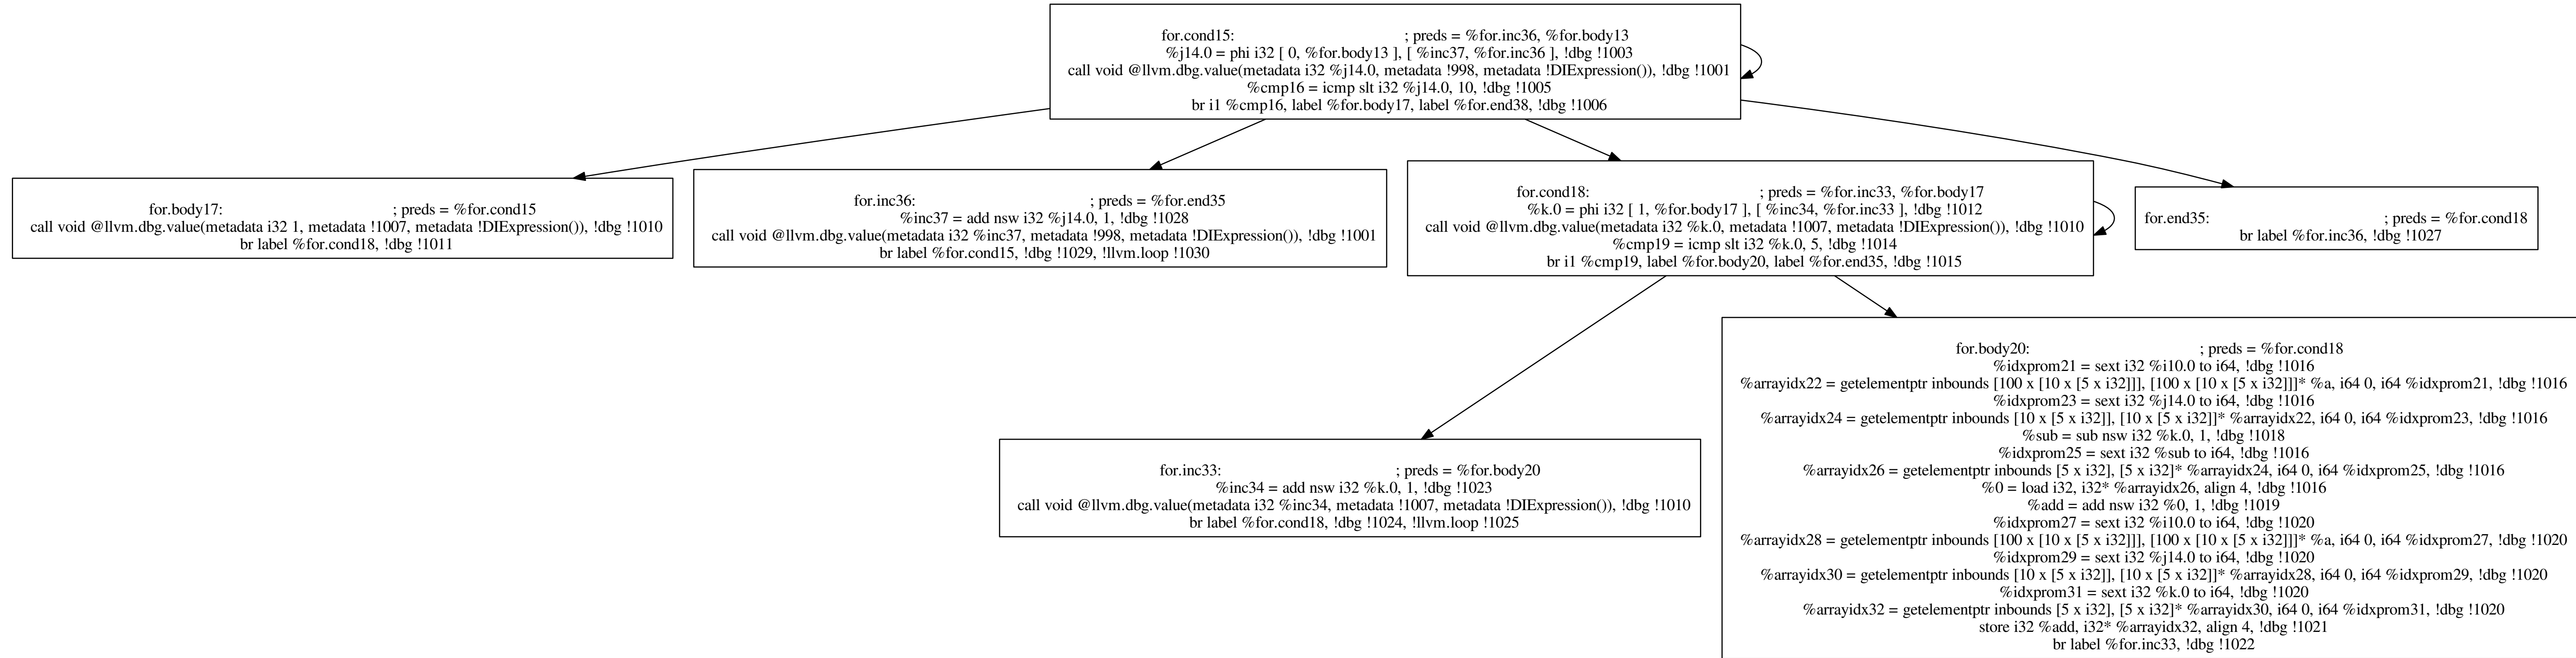 for.cond15: ; preds = %for.inc36, %for.body13
%j14.0 = phi i32 [ 0, %for.body13 ], [ %inc37, %for.inc36 ], !dbg !1003
call void @llvm.dbg.value(metadata i32 %j14.0, metadata !998, metadata !DIExpression()), !dbg !1001
%cmp16 = icmp slt i32 %j14.0, 10, !dbg !1005
br i1 %cmp16, label %for.body17, label %for.end38, !dbg !1006
for.body17: ; preds = %for.cond15
call void @llvm.dbg.value(metadata i32 1, metadata !1007, metadata !DIExpression()), !dbg !1010
br label %for.cond18, !dbg !1011
for.inc36: ; preds = %for.end35
%inc37 = add nsw i32 %j14.0, 1, !dbg !1028
call void @llvm.dbg.value(metadata i32 %inc37, metadata !998, metadata !DIExpression()), !dbg !1001
br label %for.cond15, !dbg !1029, !llvm.loop !1030
for.cond18: ; preds = %for.inc33, %for.body17
%k.0 = phi i32 [ 1, %for.body17 ], [ %inc34, %for.inc33 ], !dbg !1012
call void @llvm.dbg.value(metadata i32 %k.0, metadata !1007, metadata !DIExpression()), !dbg !1010
%cmp19 = icmp slt i32 %k.0, 5, !dbg !1014
br i1 %cmp19, label %for.body20, label %for.end35, !dbg !1015
for.end35: ; preds = %for.cond18
br label %for.inc36, !dbg !1027
for.inc33: ; preds = %for.body20
%inc34 = add nsw i32 %k.0, 1, !dbg !1023
call void @llvm.dbg.value(metadata i32 %inc34, metadata !1007, metadata !DIExpression()), !dbg !1010
br label %for.cond18, !dbg !1024, !llvm.loop !1025
for.body20: ; preds = %for.cond18
%idxprom21 = sext i32 %i10.0 to i64, !dbg !1016
%arrayidx22 = getelementptr inbounds [100 x [10 x [5 x i32]]], [100 x [10 x [5 x i32]]]* %a, i64 0, i64 %idxprom21, !dbg !1016
%idxprom23 = sext i32 %j14.0 to i64, !dbg !1016
%arrayidx24 = getelementptr inbounds [10 x [5 x i32]], [10 x [5 x i32]]* %arrayidx22, i64 0, i64 %idxprom23, !dbg !1016
%sub = sub nsw i32 %k.0, 1, !dbg !1018
%idxprom25 = sext i32 %sub to i64, !dbg !1016
%arrayidx26 = getelementptr inbounds [5 x i32], [5 x i32]* %arrayidx24, i64 0, i64 %idxprom25, !dbg !1016
%0 = load i32, i32* %arrayidx26, align 4, !dbg !1016
%add = add nsw i32 %0, 1, !dbg !1019
%idxprom27 = sext i32 %i10.0 to i64, !dbg !1020
%arrayidx28 = getelementptr inbounds [100 x [10 x [5 x i32]]], [100 x [10 x [5 x i32]]]* %a, i64 0, i64 %idxprom27, !dbg !1020
%idxprom29 = sext i32 %j14.0 to i64, !dbg !1020
%arrayidx30 = getelementptr inbounds [10 x [5 x i32]], [10 x [5 x i32]]* %arrayidx28, i64 0, i64 %idxprom29, !dbg !1020
%idxprom31 = sext i32 %k.0 to i64, !dbg !1020
%arrayidx32 = getelementptr inbounds [5 x i32], [5 x i32]* %arrayidx30, i64 0, i64 %idxprom31, !dbg !1020
store i32 %add, i32* %arrayidx32, align 4, !dbg !1021
br label %for.inc33, !dbg !1022